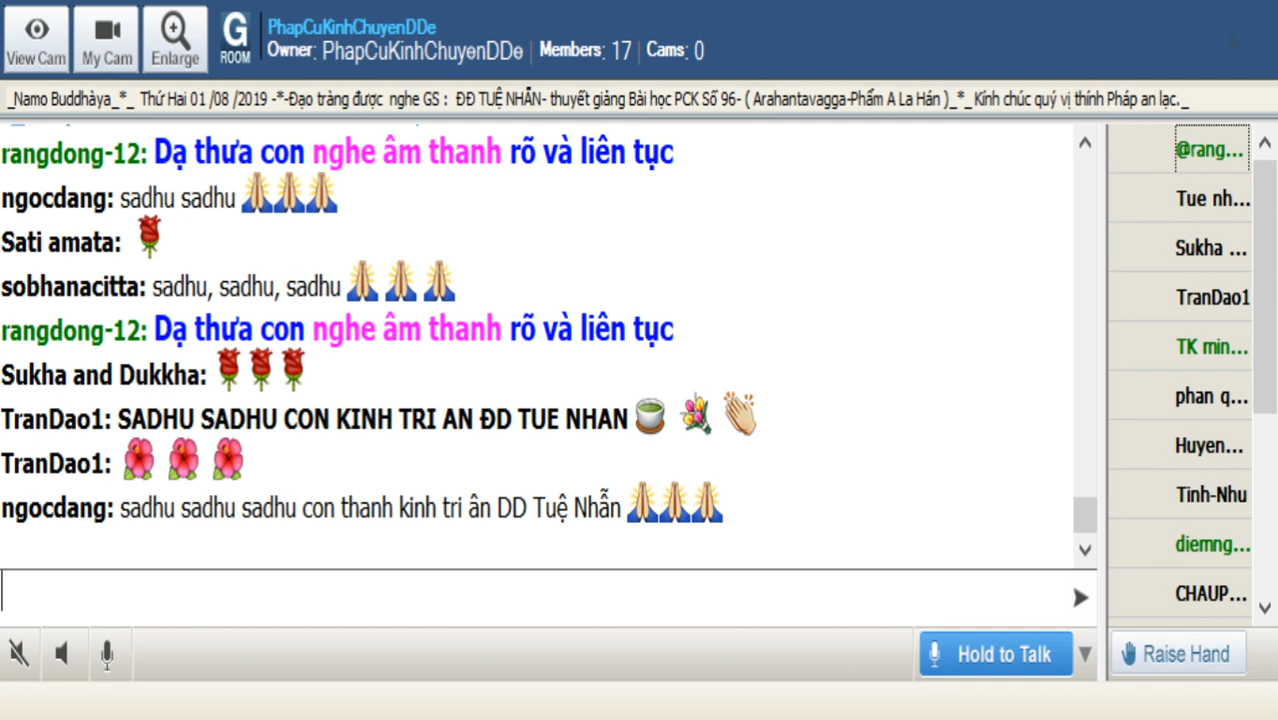 View Cam
My Cam
Enlarge
G
ROOM
PhapCuKinhChuyenDDe
Owner: PhapCuKinhChuyenDDe | Members: 17 | Cams: 0
_Namo Buddhàya_*_ Thứ Hai 01 /08 /2019 -*-Đạo tràng được nghe GS : ĐĐ TUỆ NHẪN- thuyết giảng Bài học PCK Số 96- ( Arahantavagga-Phẩm A La Hán )_*_ Kính chúc quý vị thính Pháp an lạc._
rangdong-12: Dạ thưa con nghe âm thanh rõ và liên tục
ngocdang: sadhu sadhu
Sati amata:
sobhanacitta: sadhu, sadhu, sadhu
rangdong-12: Dạ thưa con nghe âm thanh rõ và liên tục
Sukha and Dukkha:
TranDao1: SADHU SADHU CON KINH TRI AN ĐD TUE NHAN
TranDao1:
ngocdang: sadhu sadhu sadhu con thanh kinh tri ân DD Tuệ Nhẫn
@rang...
Tue nh...
Sukha ...
TranDao1
TK min...
phan q...
Huyen...
Tinh-Nhu
diemng...
CHAUP...
Hold to Talk
Raise Hand